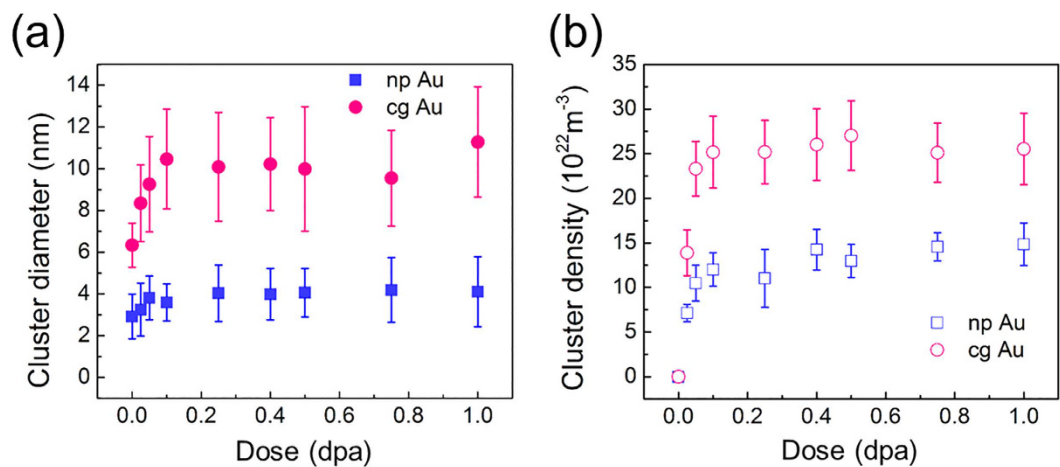 (a)
np Au
cg Au
Cluster diameter (nm)
14
12
10
8
6
4
2
0
0.0 0.2 0.4 0.6 0.8 1.0
Dose (dpa)
(b)
Cluster density (10²²m⁻³)
35
30
25
20
15
10
5
0
np Au
cg Au
0.0 0.2 0.4 0.6 0.8 1.0
Dose (dpa)